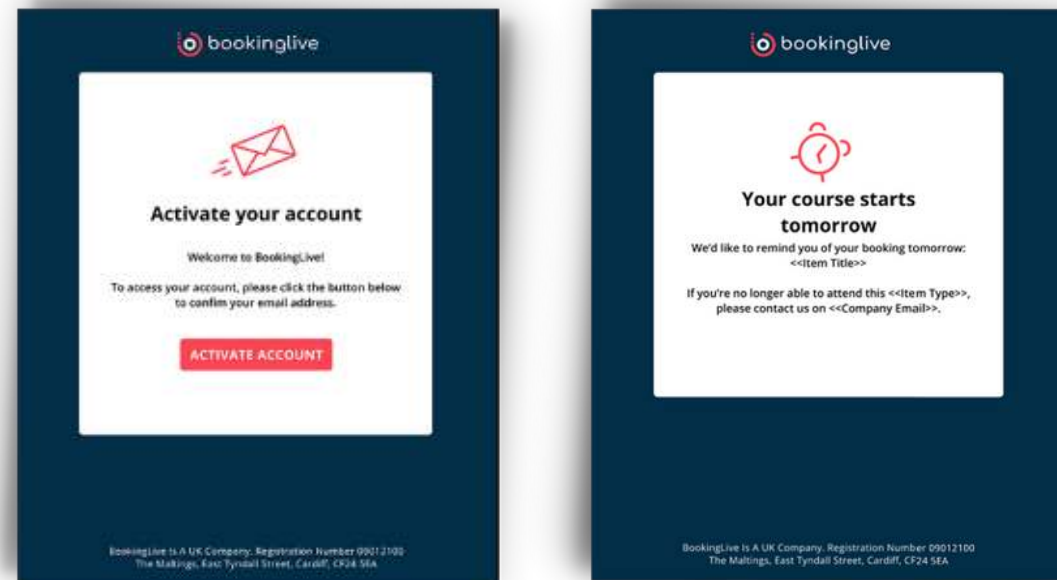 bookinglive
Activate your account
Welcome to BookingLive!
To access your account, please click the button below
to confim your email address.
ACTIVATE ACCOUNT
BookingLive Is A UK Company. Registration Number 09012100
The Maltings, East Tyndall Street, Cardiff, CF24 5EA
bookinglive
Your course starts
tomorrow
We'd like to remind you of your booking tomorrow:
<<Item Title>>
If you're no longer able to attend this <<Item Type>>,
please contact us on <<Company Email>>.
BookingLive Is A UK Company. Registration Number 09012100
The Maltings, East Tyndall Street, Cardiff, CF24 5EA